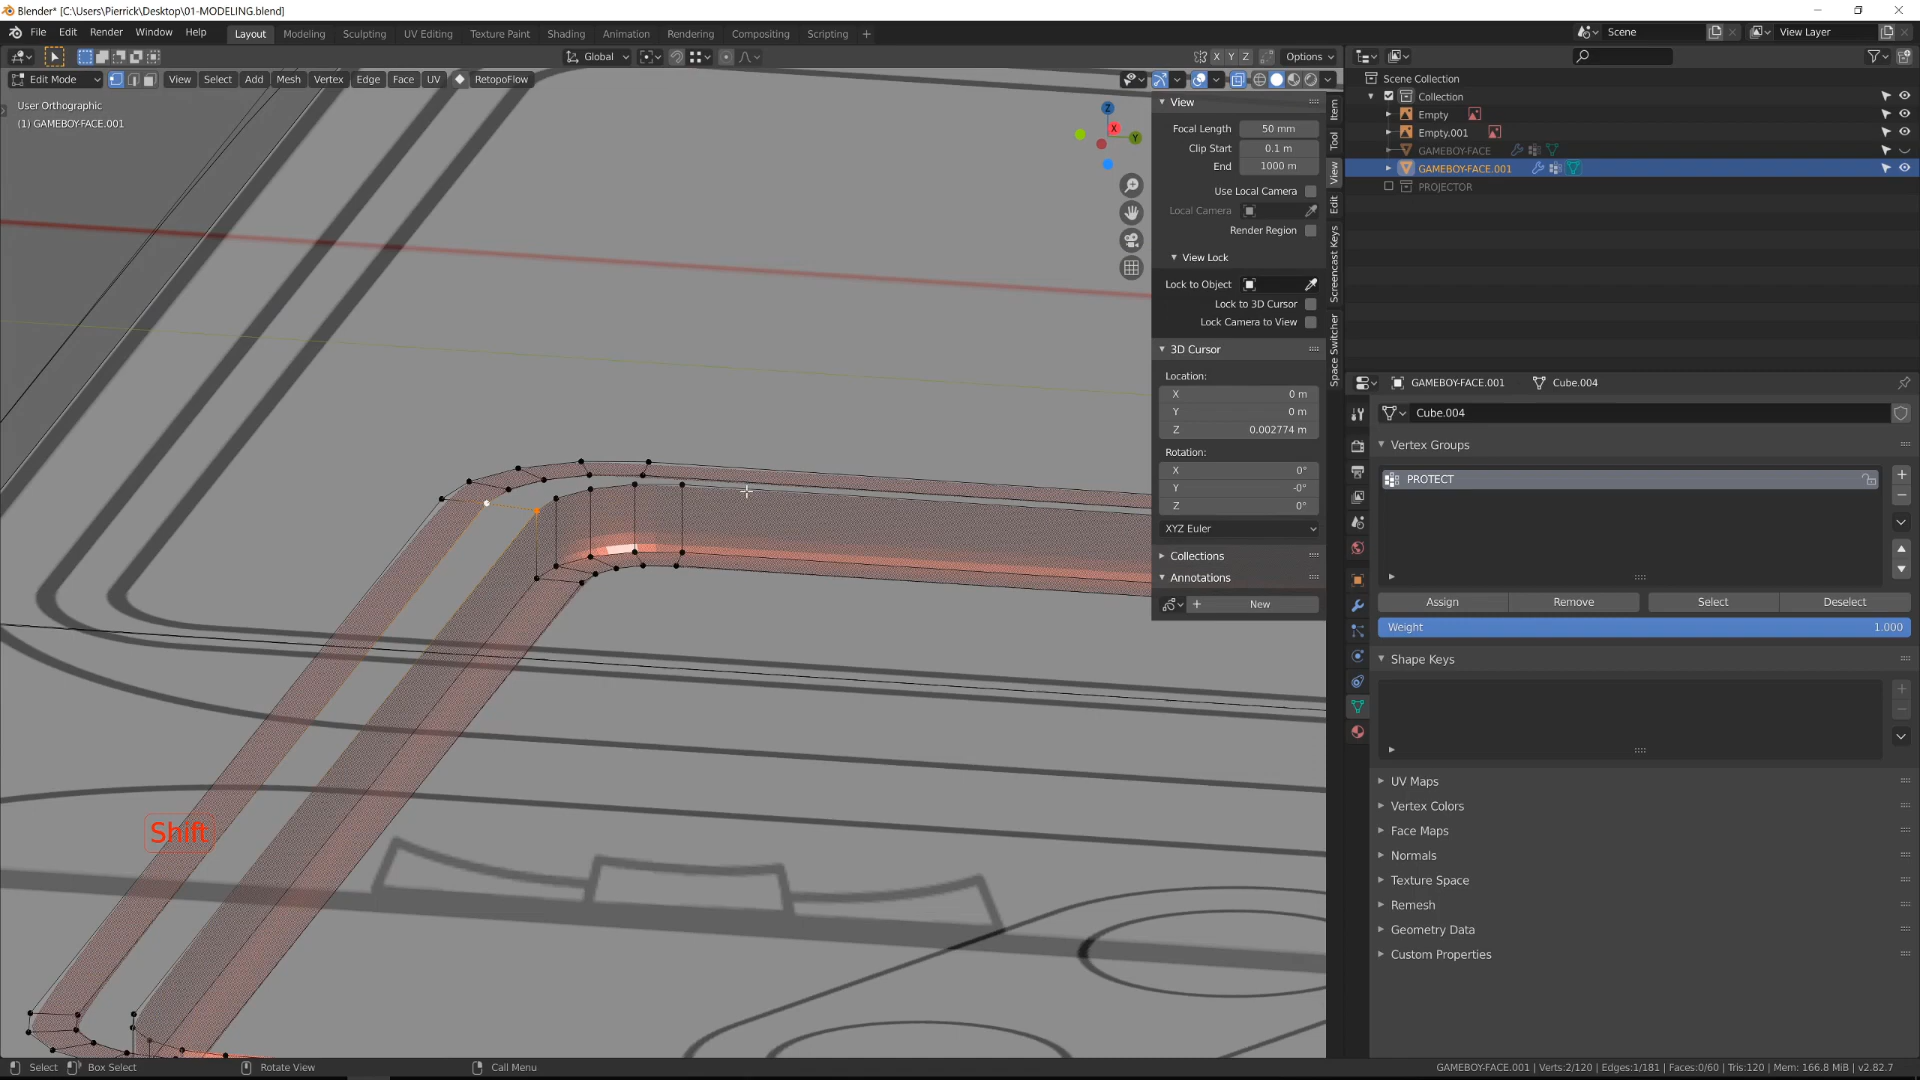 Blender* [C:\Users\Pierrick\Desktop\01-MODELING.blend]
File Edit Render Window Help Layout Modeling Sculpting UV Editing Texture Paint Shading Animation Rendering Compositing Scripting + Scene View Layer
Global X Y Z Options
Edit Mode View Select Add Mesh Vertex Edge Face UV RetopoFlow
User Orthographic
(1) GAMEBOY-FACE.001
Z
X
Y
View
Focal Length 50 mm
Clip Start 0.1 m
End 1000 m
Use Local Camera
Local Camera
Render Region
View Lock
Lock to Object
Lock to 3D Cursor
Lock Camera to View
3D Cursor
Location:
X 0 m
Y 0 m
Z 0.002774 m
Rotation:
X 0°
Y -0°
Z 0°
XYZ Euler
Collections
Annotations
New
Item
Tool
View
Edit
Screencast Keys
Space Switcher
Shift
Scene Collection
Collection
Empty
Empty.001
GAMEBOY-FACE
GAMEBOY-FACE.001
PROJECTOR
GAMEBOY-FACE.001 Cube.004
Cube.004
Vertex Groups
PROTECT
Assign Remove Select Deselect
Weight 1.000
Shape Keys
UV Maps
Vertex Colors
Face Maps
Normals
Texture Space
Remesh
Geometry Data
Custom Properties
Select Box Select Rotate View Call Menu GAMEBOY-FACE.001 | Verts:2/120 | Edges:1/181 | Faces:0/60 | Tris:120 | Mem: 166.8 MiB | v2.82.7